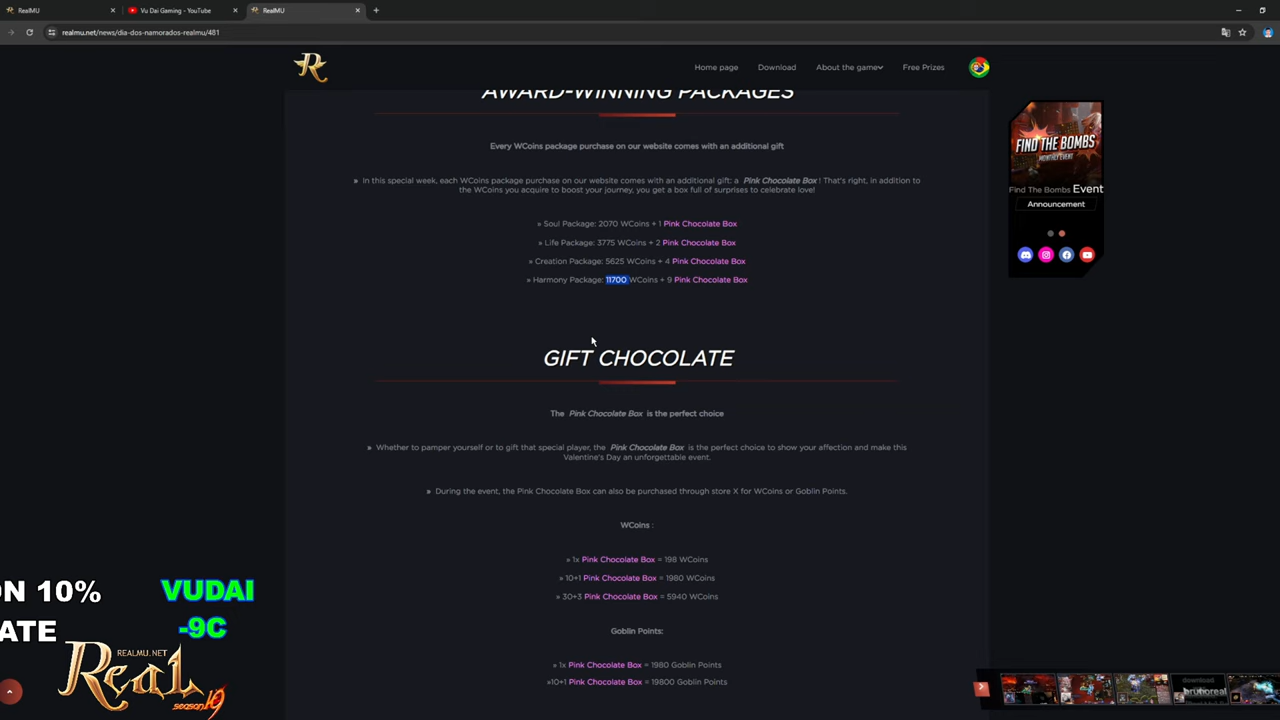 RealMU
Vu Dai Gaming - YouTube
RealMU
realmu.net/news/dia-dos-namorados-realmu/481
R
Home page
Download
About the game
Free Prizes
AWARD-WINNING PACKAGES
Every WCoins package purchase on our website comes with an additional gift
» In this special week, each WCoins package purchase on our website comes with an additional gift: a Pink Chocolate Box ! That's right, in addition to
the WCoins you acquire to boost your journey, you get a box full of surprises to celebrate love!
» Soul Package: 2070 WCoins + 1 Pink Chocolate Box
» Life Package: 3775 WCoins + 2 Pink Chocolate Box
» Creation Package: 5625 WCoins + 4 Pink Chocolate Box
» Harmony Package: 11700 WCoins + 9 Pink Chocolate Box
FIND THE BOMBS
MONTHLY EVENT
Find The Bombs Event
Announcement
GIFT CHOCOLATE
The Pink Chocolate Box is the perfect choice
» Whether to pamper yourself or to gift that special player, the Pink Chocolate Box is the perfect choice to show your affection and make this
Valentine's Day an unforgettable event.
» During the event, the Pink Chocolate Box can also be purchased through store X for WCoins or Goblin Points.
WCoins :
» 1x Pink Chocolate Box = 198 WCoins
» 10+1 Pink Chocolate Box = 1980 WCoins
» 30+3 Pink Chocolate Box = 5940 WCoins
Goblin Points:
» 1x Pink Chocolate Box = 1980 Goblin Points
»10+1 Pink Chocolate Box = 19800 Goblin Points
ON 10%
VUDAI
ATE
-9C
REALMU.NET
Real
season 19
download
brutloreal